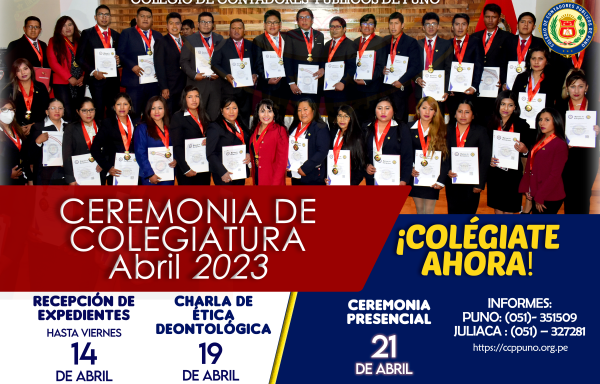 COLEGIO DE CONTADORES PÚBLICOS DE PUNO
CEREMONIA DE
COLEGIATURA
Abril 2023
¡COLÉGIATE
AHORA!
RECEPCIÓN DE
EXPEDIENTES
HASTA VIERNES
14
DE ABRIL
CHARLA DE
ÉTICA
DEONTOLÓGICA
19
DE ABRIL
CEREMONIA
PRESENCIAL
21
DE ABRIL
INFORMES:
PUNO: (051)- 351509
JULIACA : (051) – 327281
https://ccppuno.org.pe